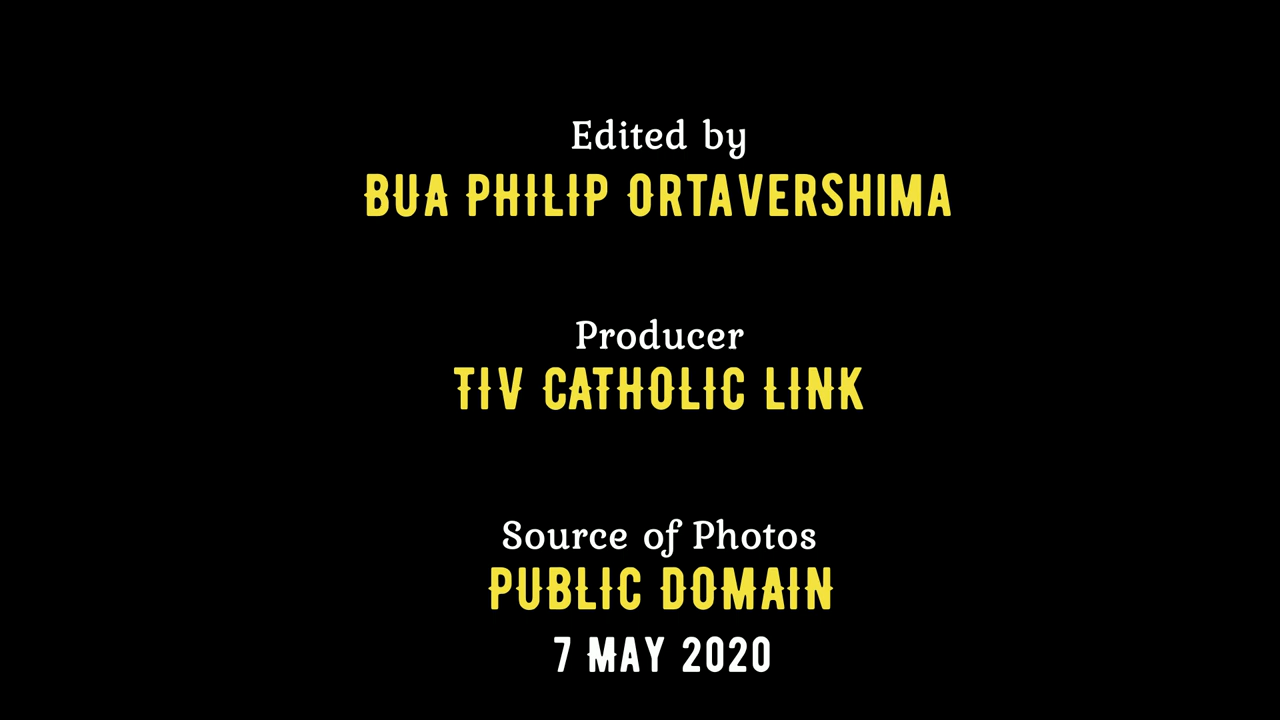 Edited by
BUA PHILIP ORTAVERSHIMA
Producer
TIV CATHOLIC LINK
Source of Photos
PUBLIC DOMAIN
7 MAY 2020